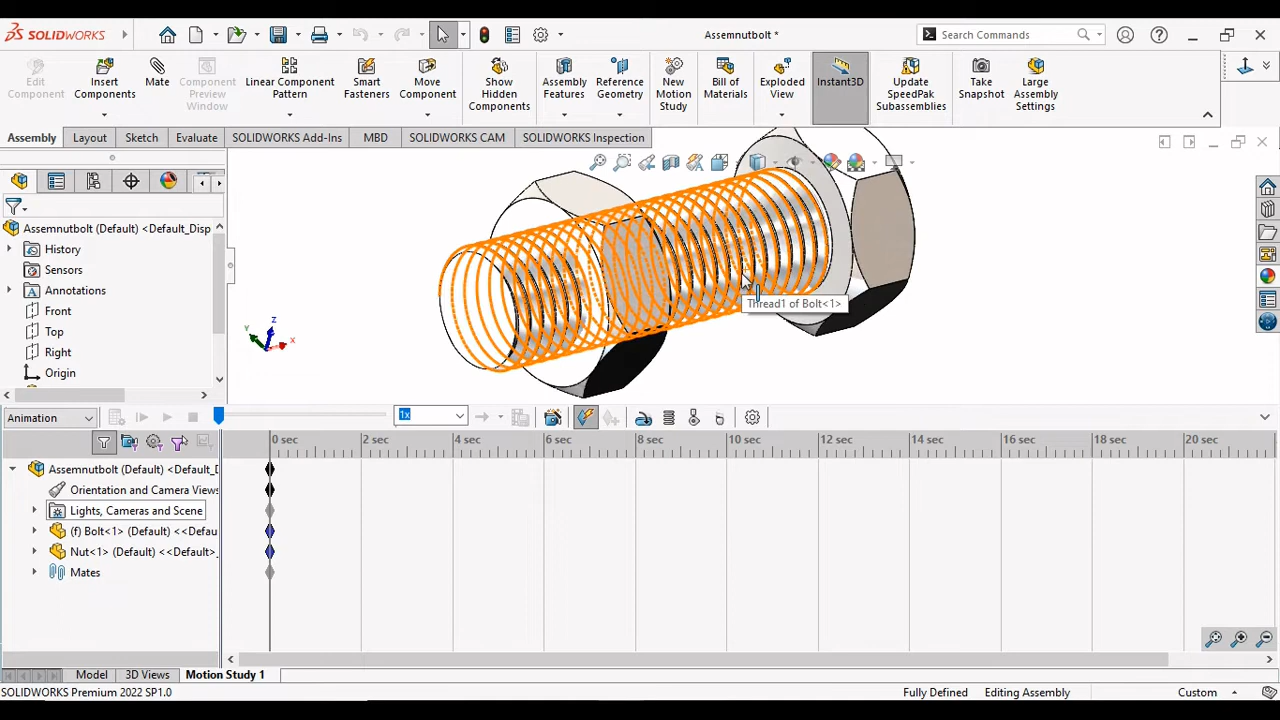 SOLIDWORKS
Assemnutbolt *
Search Commands
Edit Component
Insert Components
Mate
Component Preview Window
Linear Component Pattern
Smart Fasteners
Move Component
Show Hidden Components
Assembly Features
Reference Geometry
New Motion Study
Bill of Materials
Exploded View
Instant3D
Update SpeedPak Subassemblies
Take Snapshot
Large Assembly Settings
Assembly
Layout
Sketch
Evaluate
SOLIDWORKS Add-Ins
MBD
SOLIDWORKS CAM
SOLIDWORKS Inspection
Assemnutbolt (Default) <Default_Disp
History
Sensors
Annotations
Front
Top
Right
Origin
Z
Y
X
Thread1 of Bolt<1>
Animation
1x
0 sec
2 sec
4 sec
6 sec
8 sec
10 sec
12 sec
14 sec
16 sec
18 sec
20 sec
Assemnutbolt (Default) <Default_D
Orientation and Camera Views
Lights, Cameras and Scene
(f) Bolt<1> (Default) <<Defau
Nut<1> (Default) <<Default>_
Mates
Model
3D Views
Motion Study 1
SOLIDWORKS Premium 2022 SP1.0
Fully Defined
Editing Assembly
Custom